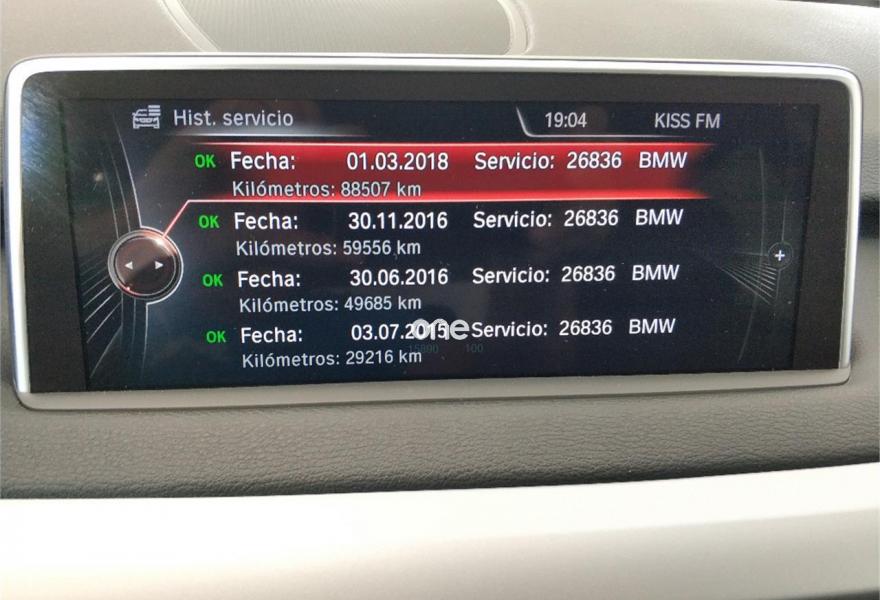 Hist. servicio 19:04 KISS FM
OK Fecha: 01.03.2018 Servicio: 26836 BMW
Kilómetros: 88507 km
OK Fecha: 30.11.2016 Servicio: 26836 BMW
Kilómetros: 59556 km
OK Fecha: 30.06.2016 Servicio: 26836 BMW
Kilómetros: 49685 km
OK Fecha: 03.07.2015 Servicio: 26836 BMW
one
Kilómetros: 29216 km